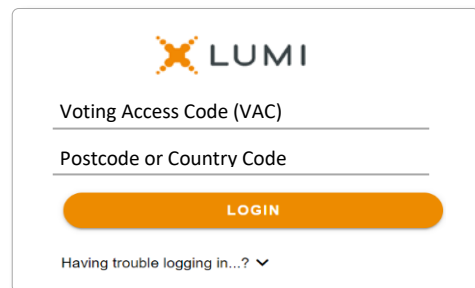 LUMI
Voting Access Code (VAC)
Postcode or Country Code
LOGIN
Having trouble logging in...?